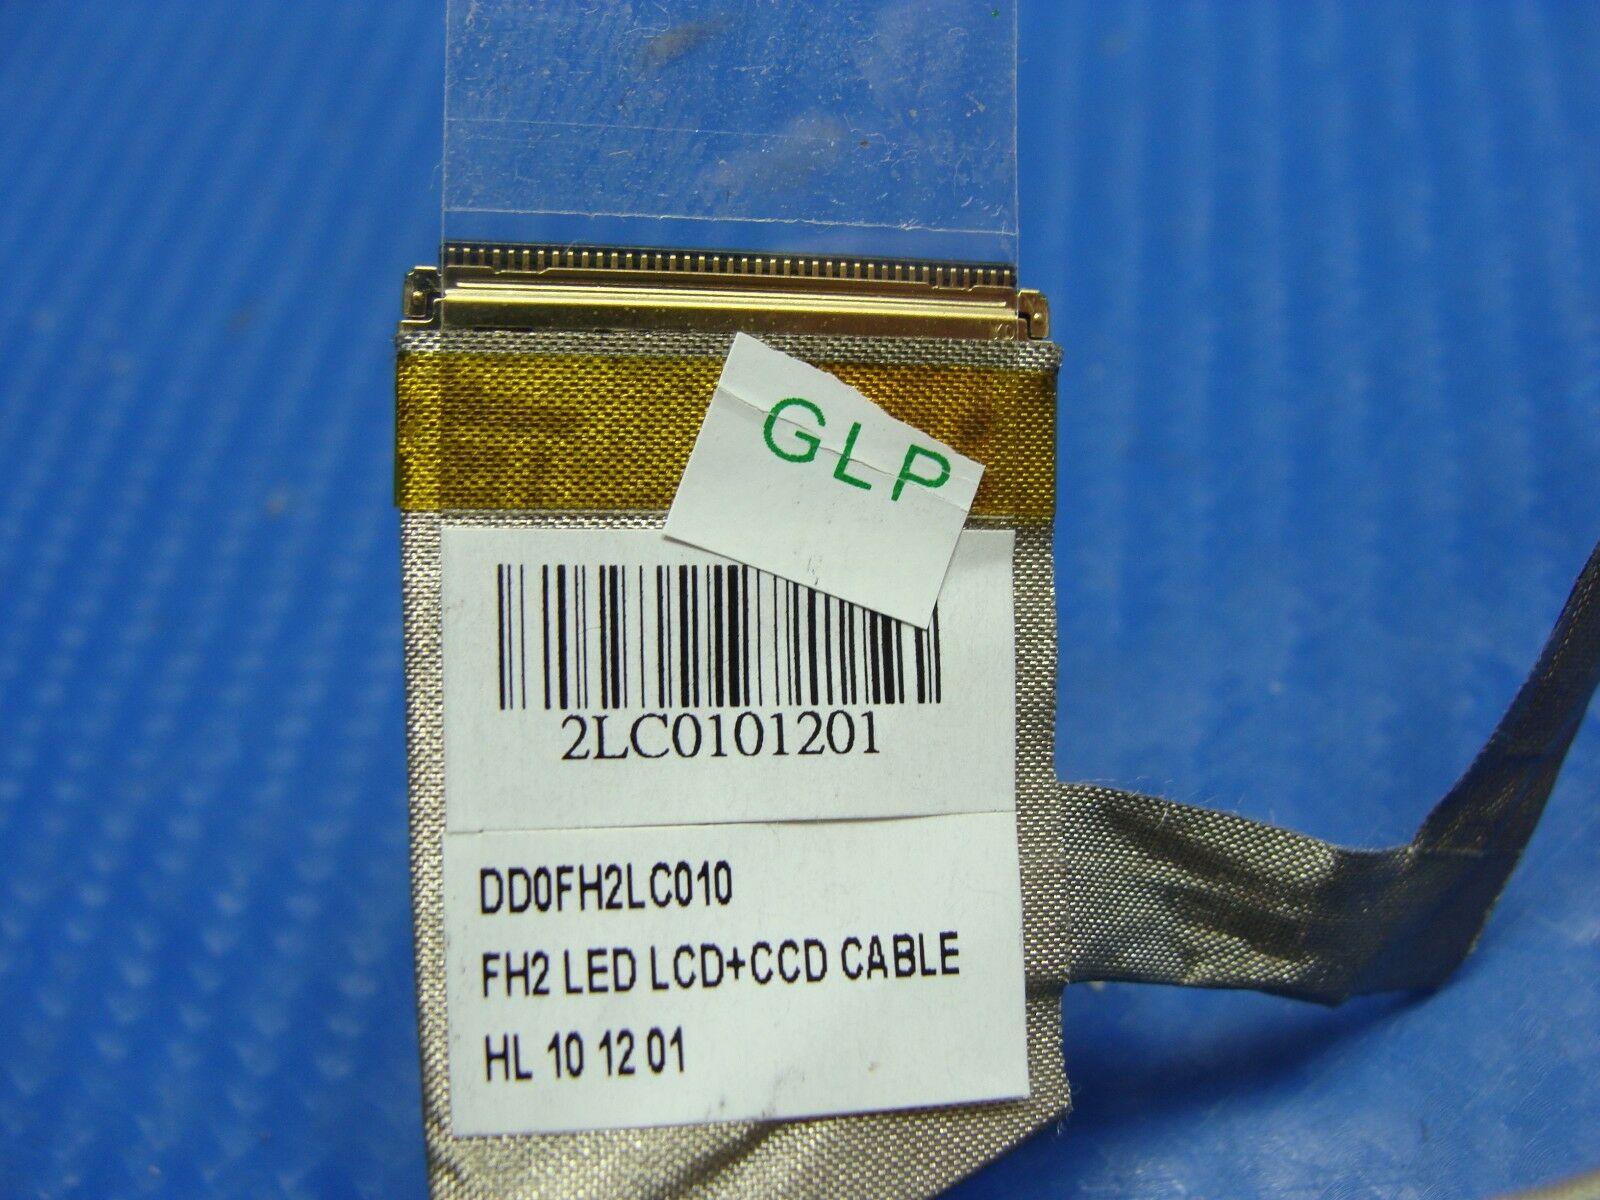 GLP
2LC0101201
DD0FH2LC010
FH2 LED LCD+CCD CABLE
HL 10 12 01